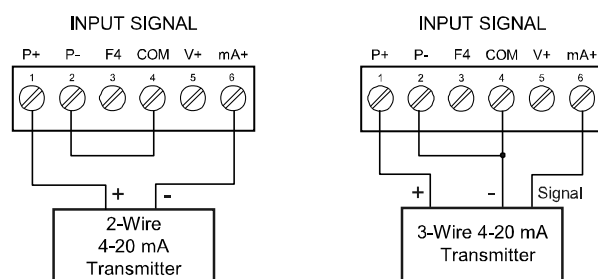 INPUT SIGNAL
P+ P- F4 COM V+ mA+
1 2 3 4 5 6
+ -
2-Wire
4-20 mA
Transmitter
INPUT SIGNAL
P+ P- F4 COM V+ mA+
1 2 3 4 5 6
+ - Signal
3-Wire 4-20 mA
Transmitter